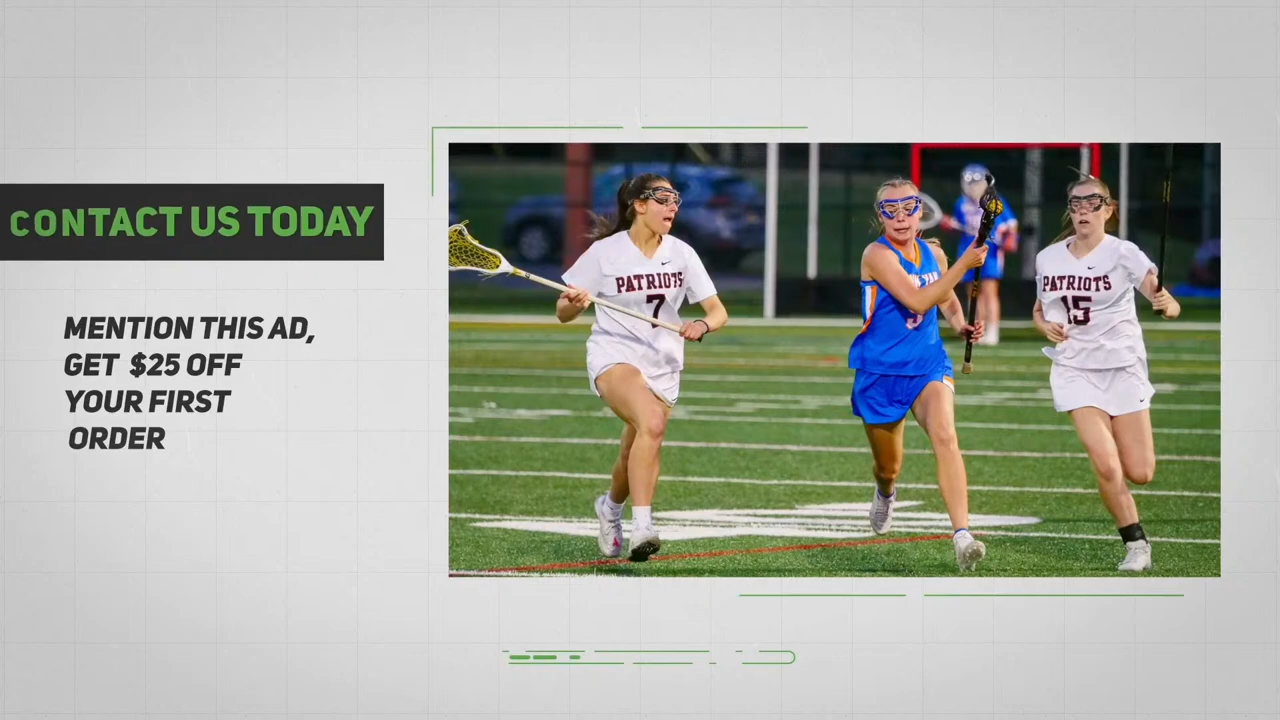 CONTACT US TODAY
MENTION THIS AD,
GET $25 OFF
YOUR FIRST
ORDER
PATRIOTS
7
PATRIOTS
15